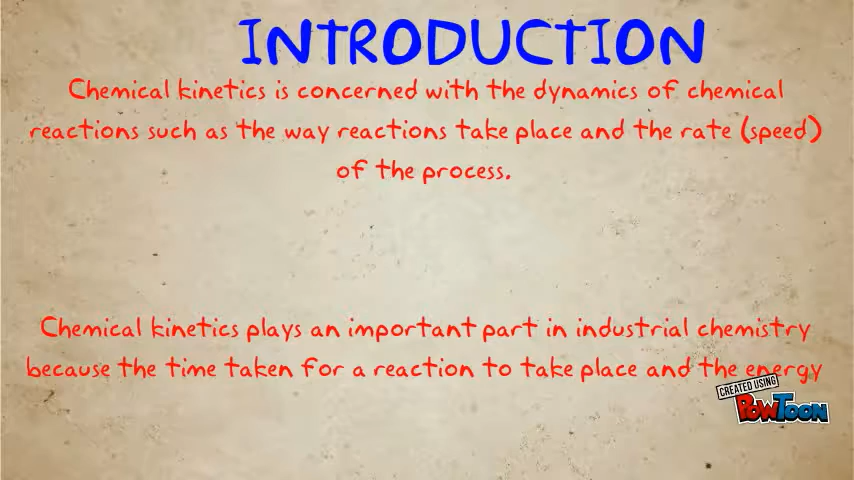 INTRODUCTION
Chemical kinetics is concerned with the dynamics of chemical
reactions such as the way reactions take place and the rate (speed)
of the process.
Chemical kinetics plays an important part in industrial chemistry
because the time taken for a reaction to take place and the energy
CREATED USING
POWTOON